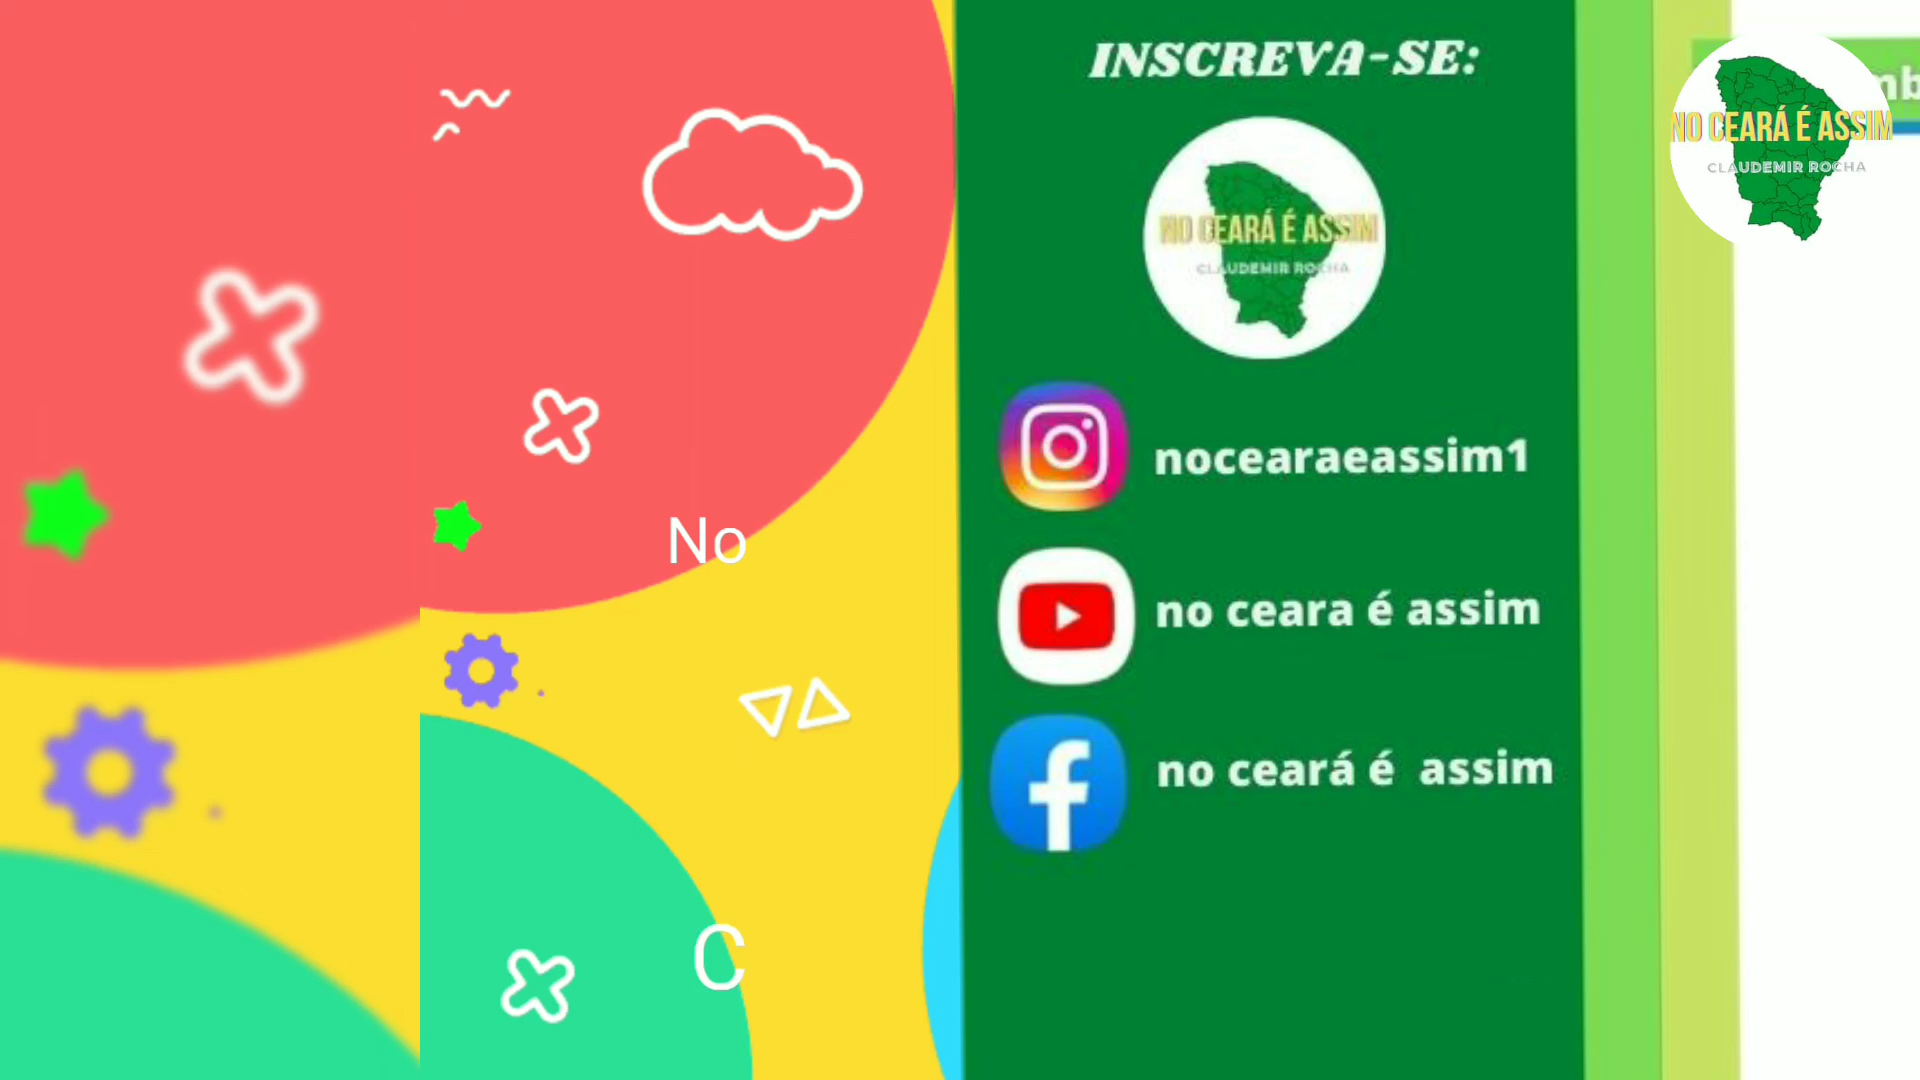 INSCREVA-SE:
NO CEARÁ É ASSIM
CLAUDEMIR ROCHA
nocearaeassim1
no ceara é assim
no ceará é assim
No
C
NO CEARÁ É ASSIM
CLAUDEMIR ROCHA